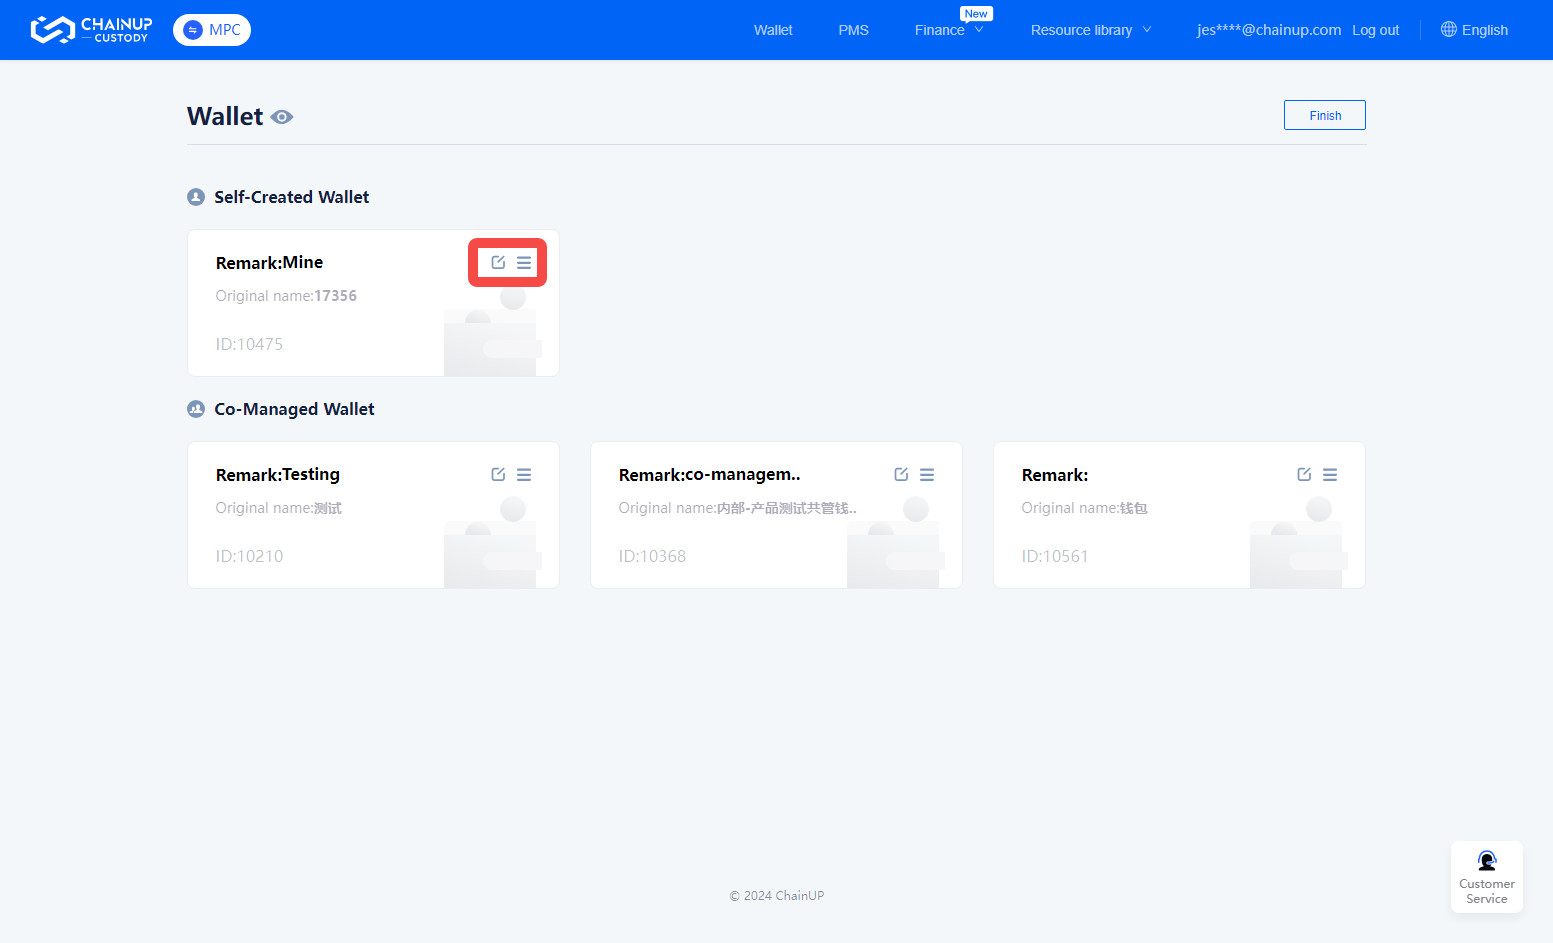 CHAINUP
CUSTODY
MPC
Wallet
PMS
Finance
New
Resource library
jes****@chainup.com
Log out
English
Wallet
Finish
Self-Created Wallet
Remark:Mine
Original name:17356
ID:10475
Co-Managed Wallet
Remark:Testing
Original name:测试
ID:10210
Remark:co-managem..
Original name:内部-产品测试共管钱..
ID:10368
Remark:
Original name:钱包
ID:10561
© 2024 ChainUP
Customer
Service